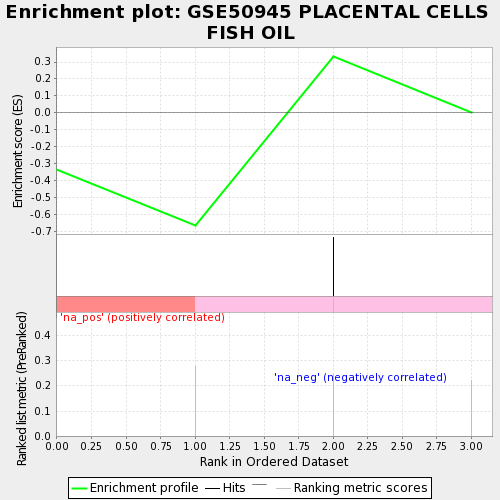 Enrichment plot: GSE50945 PLACENTAL CELLS
FISH OIL
Enrichment score (ES)
0.3
0.2
0.1
0.0
-0.1
-0.2
-0.3
-0.4
-0.5
-0.6
-0.7
'na_pos' (positively correlated)
'na_neg' (negatively correlated)
Ranked list metric (PreRanked)
0.4
0.3
0.2
0.1
0.0
0.00 0.25 0.50 0.75 1.00 1.25 1.50 1.75 2.00 2.25 2.50 2.75 3.00
Rank in Ordered Dataset
Enrichment profile Hits Ranking metric scores